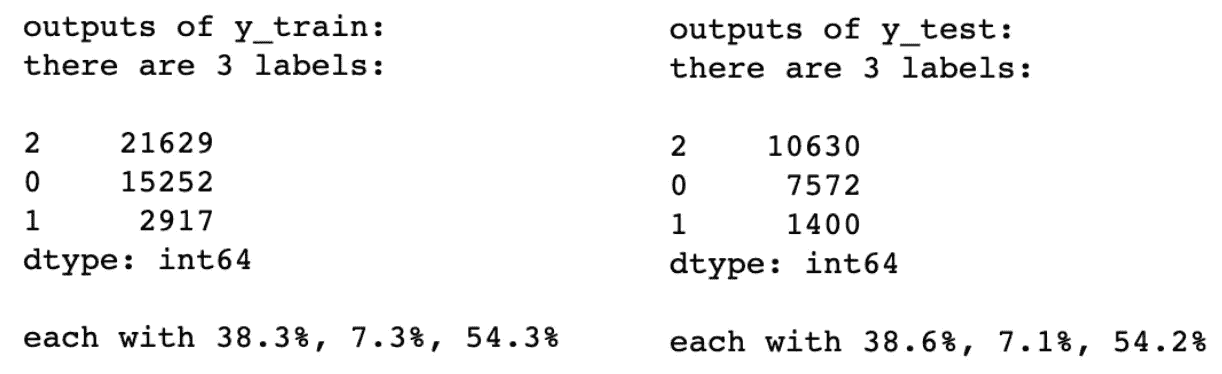 outputs of y_train:
there are 3 labels:
2 21629
0 15252
1 2917
dtype: int64
each with 38.3%, 7.3%, 54.3%
outputs of y_test:
there are 3 labels:
2 10630
0 7572
1 1400
dtype: int64
each with 38.6%, 7.1%, 54.2%